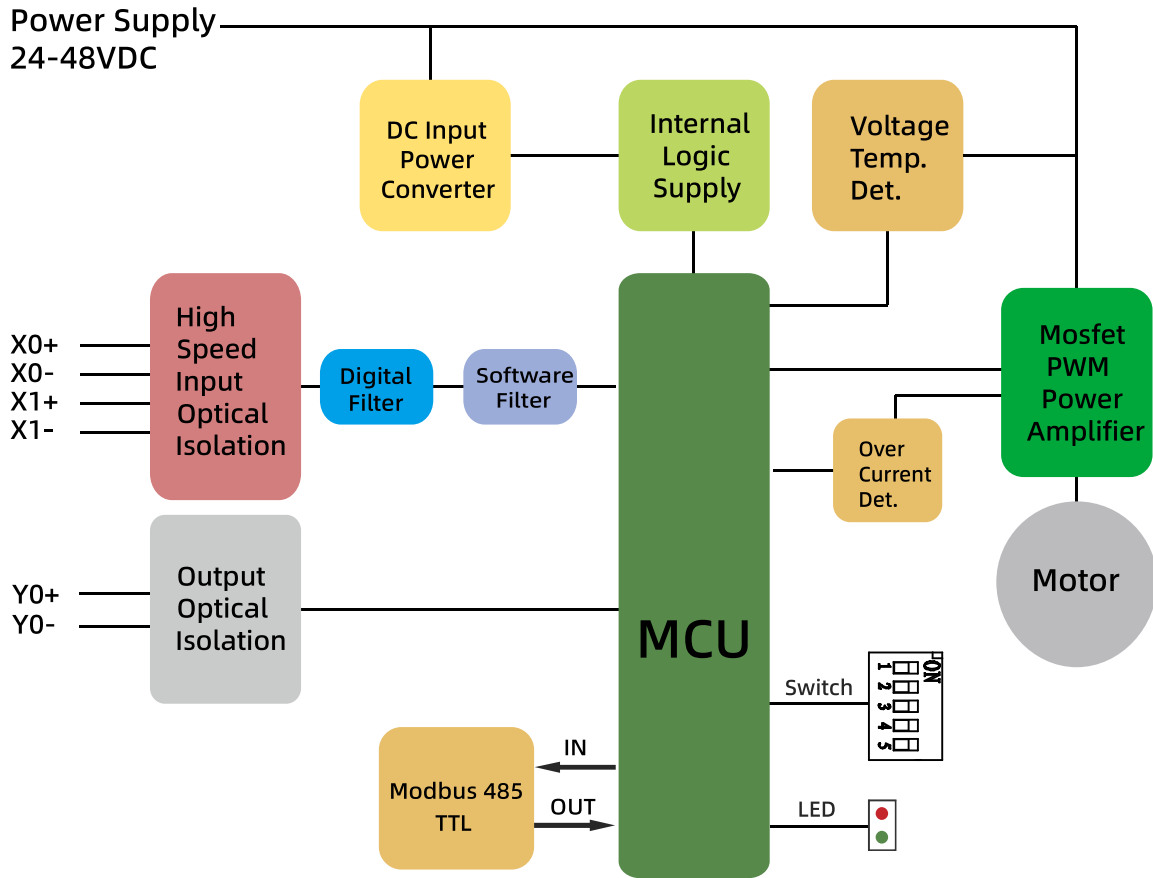 Power Supply
24-48VDC
DC Input
Power
Converter
Internal
Logic
Supply
Voltage
Temp.
Det.
High
Speed
Input
Optical
Isolation
X0+
X0-
X1+
X1-
Digital
Filter
Software
Filter
Mosfet
PWM
Power
Amplifier
Over
Current
Det.
Motor
Output
Optical
Isolation
Y0+
Y0-
MCU
Switch
ON
1
2
3
4
5
IN
OUT
Modbus 485
TTL
LED